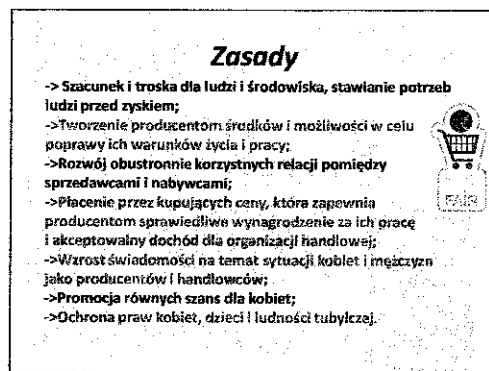 Zasady
-> Szacunek i troska dla ludzi i środowiska, stawianie potrzeb
ludzi przed zyskiem;
->Tworzenie producentom środków i możliwości w celu
poprawy ich warunków życia i pracy;
->Rozwój obustronnie korzystnych relacji pomiędzy
sprzedawcami i nabywcami;
->Płacenie przez kupujących ceny, która zapewnia
producentom sprawiedliwe wynagrodzenie za ich pracę
i akceptowalny dochód dla organizacji handlowej;
->Wzrost świadomości na temat sytuacji kobiet i mężczyzn
jako producentów i handlowców;
->Promocja równych szans dla kobiet;
->Ochrona praw kobiet, dzieci i ludności tubylczej.
FAIR